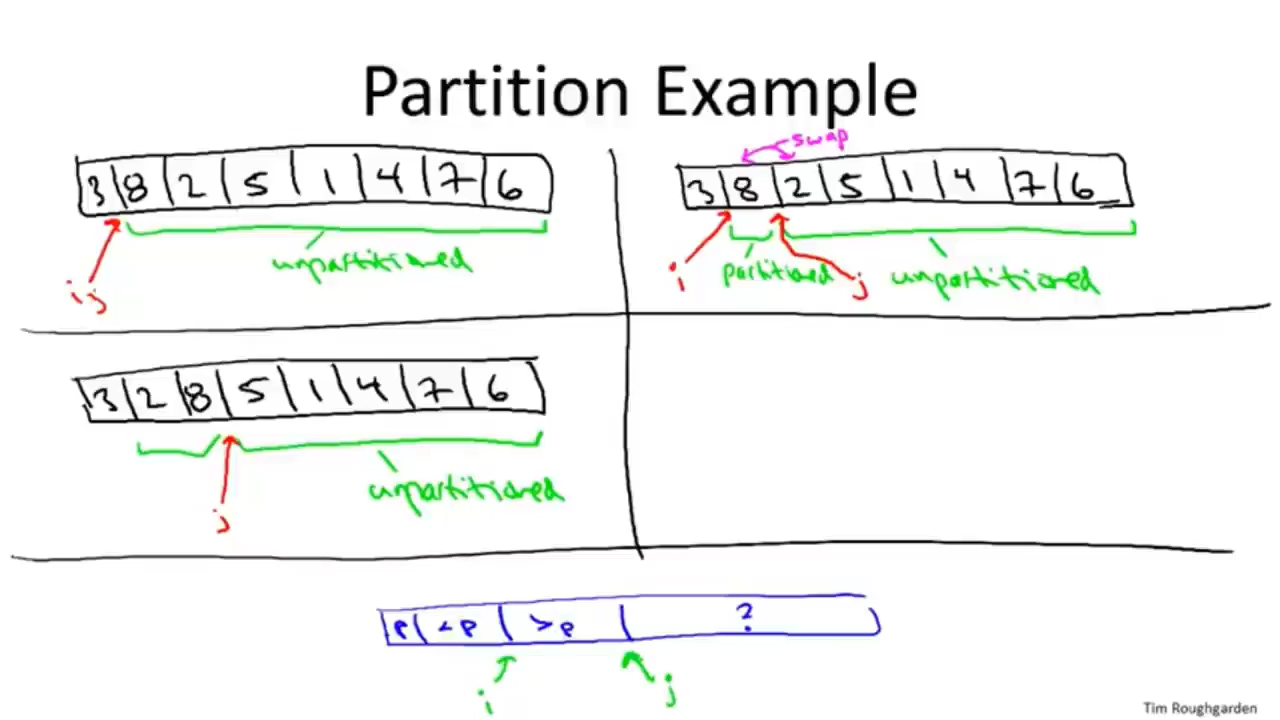 Partition Example
swap
3 8 2 5 1 4 7 6
unpartitioned
i j
3 8 2 5 1 4 7 6
i partitioned j unpartitioned
3 2 8 5 1 4 7 6
unpartitioned
j
p <p >p ?
i j
Tim Roughgarden